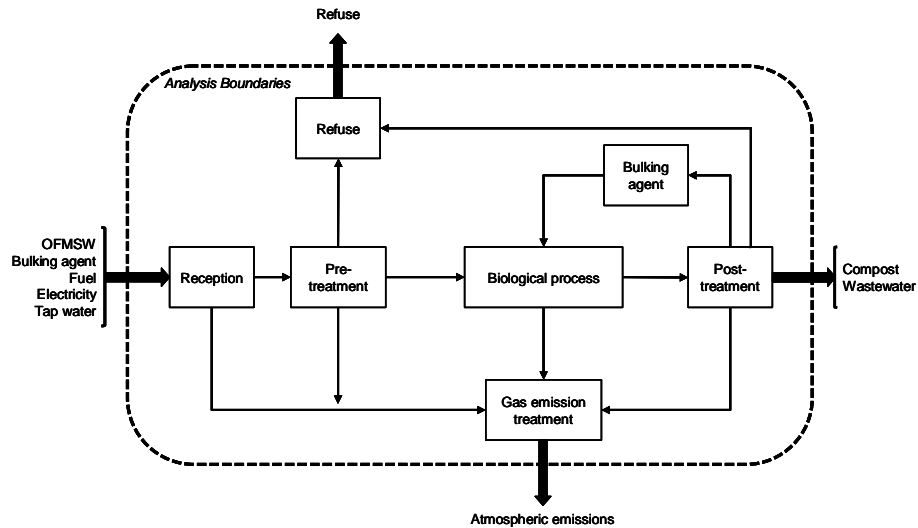 Refuse
Analysis Boundaries
Refuse
Bulking
agent
OFMSW
Bulking agent
Fuel
Electricity
Tap water
Reception
Pre-
treatment
Biological process
Post-
treatment
Compost
Wastewater
Gas emission
treatment
Atmospheric emissions